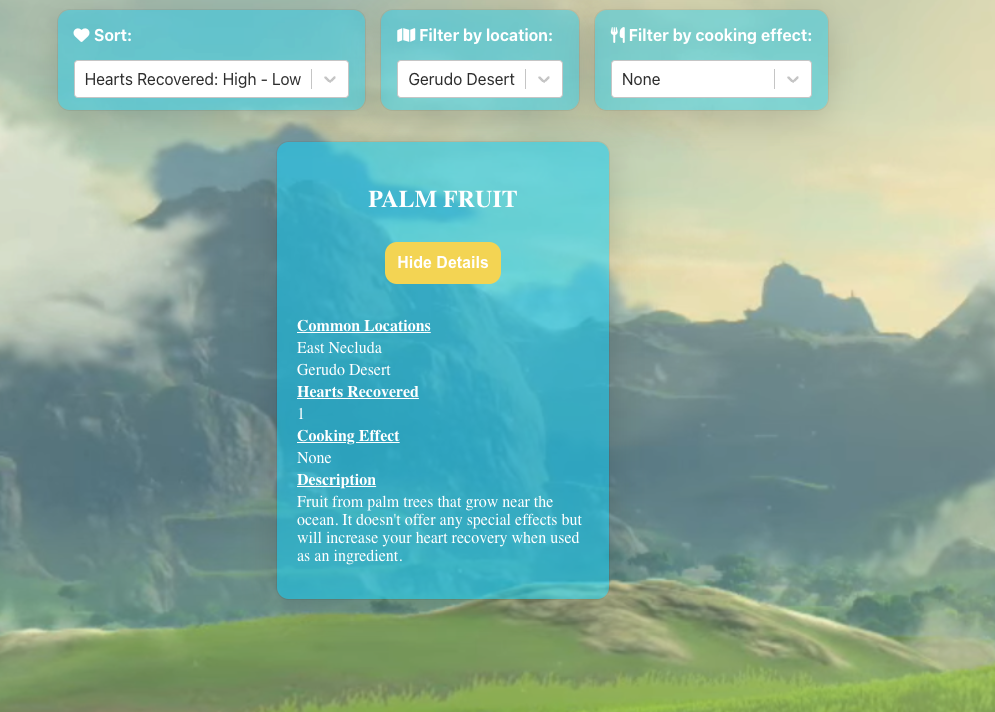 Sort:
Filter by location:
Filter by cooking effect:
Hearts Recovered: High - Low
Gerudo Desert
None
PALM FRUIT
Hide Details
Common Locations
East Necluda
Gerudo Desert
Hearts Recovered
1
Cooking Effect
None
Description
Fruit from palm trees that grow near the
ocean. It doesn't offer any special effects but
will increase your heart recovery when used
as an ingredient.